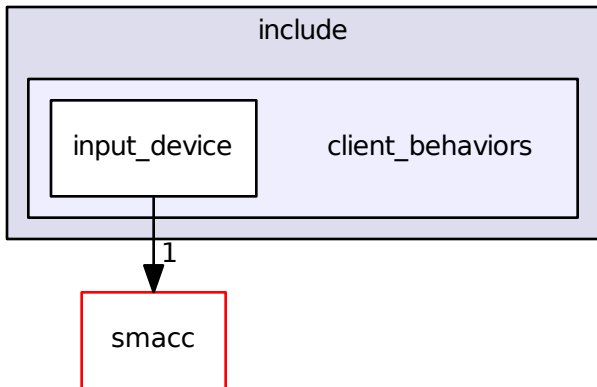 include
input_device
client_behaviors
1
smacc